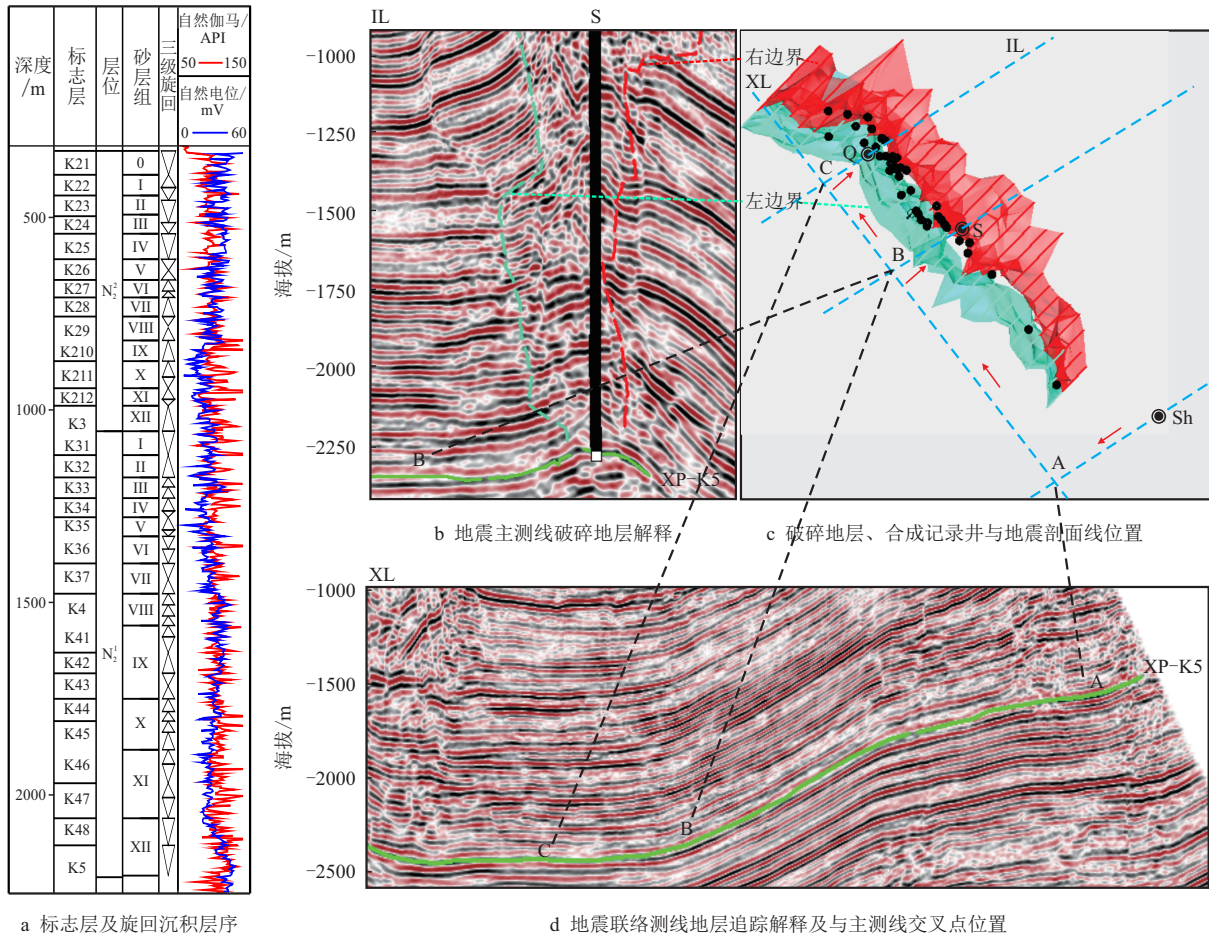 深度
/m
标志层
层位
砂层组
三级旋回
自然伽马/
API
50 150
自然电位/
mV
0 60
K21
K22
K23
K24
K25
K26
K27
K28
K29
K210
K211
K212
K3
K31
K32
K33
K34
K35
K36
K37
K4
K41
K42
K43
K44
K45
K46
K47
K48
K5
N₂²
N₂¹
0
I
II
III
IV
V
VI
VII
VIII
IX
X
XI
XII
I
II
III
IV
V
VI
VII
VIII
IX
X
XI
XII
500
1000
1500
2000
a 标志层及旋回沉积层序
IL
S
海拔/m
−1000
−1250
−1500
−1750
−2000
−2250
B
XP−K5
b 地震主测线破碎地层解释
右边界
左边界
IL
XL
Q
C
S
B
A
Sh
c 破碎地层、合成记录井与地震剖面线位置
XL
海拔/m
−1000
−1500
−2000
−2500
XP−K5
A
B
C
d 地震联络测线地层追踪解释及与主测线交叉点位置